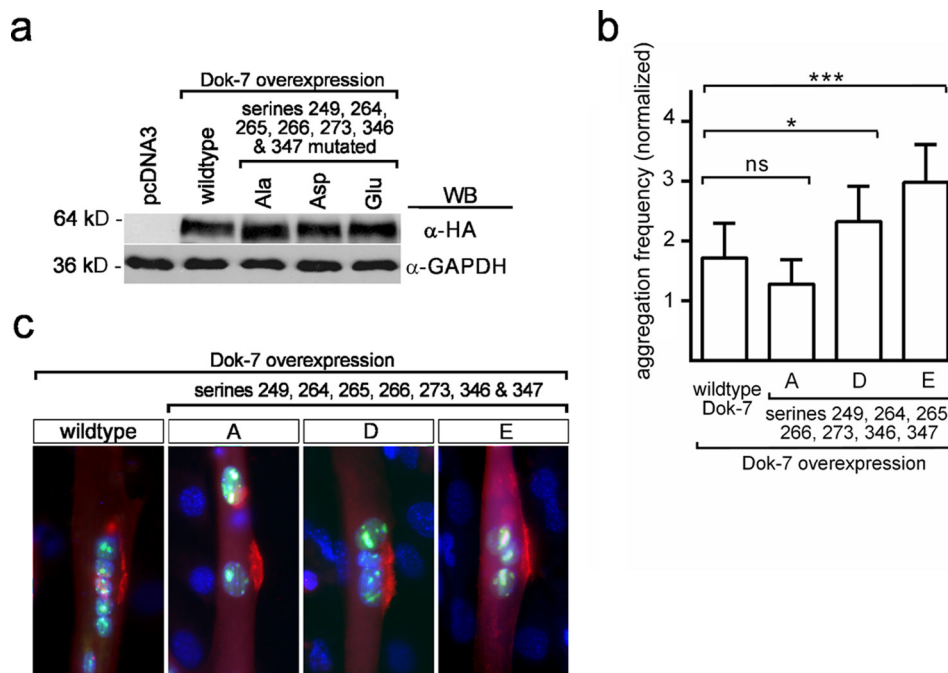 a
Dok-7 overexpression
serines 249, 264,
265, 266, 273, 346
& 347 mutated
pcDNA3
wildtype
Ala
Asp
Glu
WB
64 kD -
α-HA
36 kD -
α-GAPDH
b
aggregation frequency (normalized)
4
3
2
1
***
*
ns
wildtype
Dok-7
A
D
E
serines 249, 264, 265
266, 273, 346, 347
Dok-7 overexpression
c
Dok-7 overexpression
serines 249, 264, 265, 266, 273, 346 & 347
wildtype
A
D
E